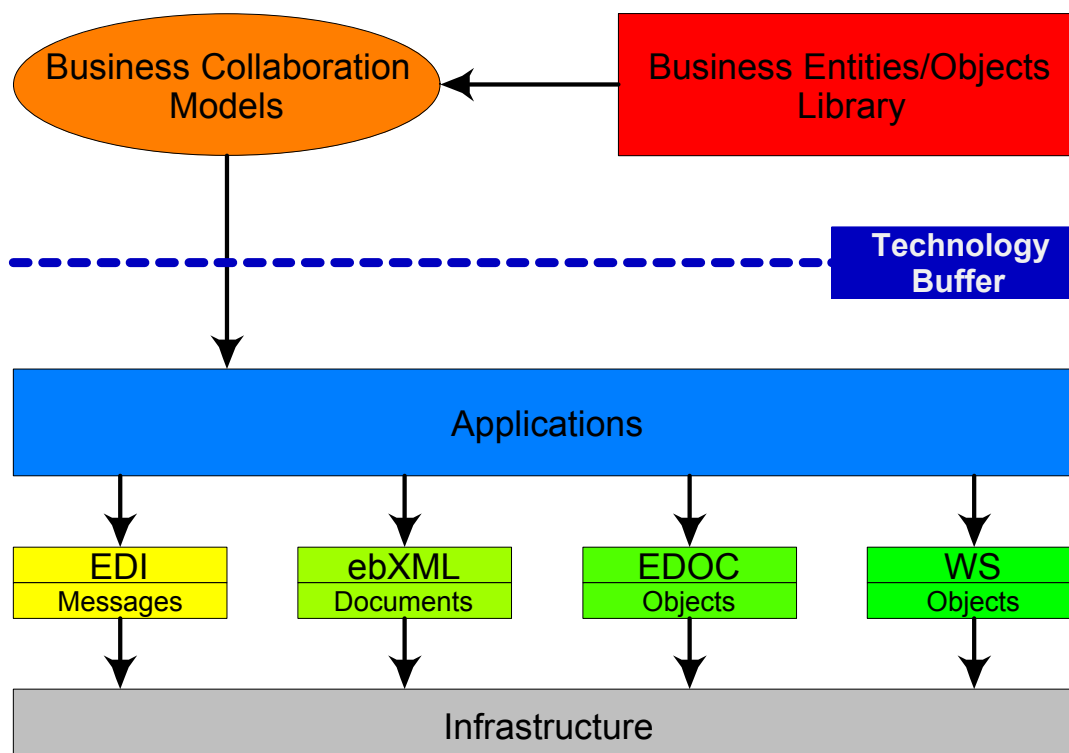 Business Collaboration
Models
Business Entities/Objects
Library
Technology
Buffer
Applications
EDI
Messages
ebXML
Documents
EDOC
Objects
WS
Objects
Infrastructure